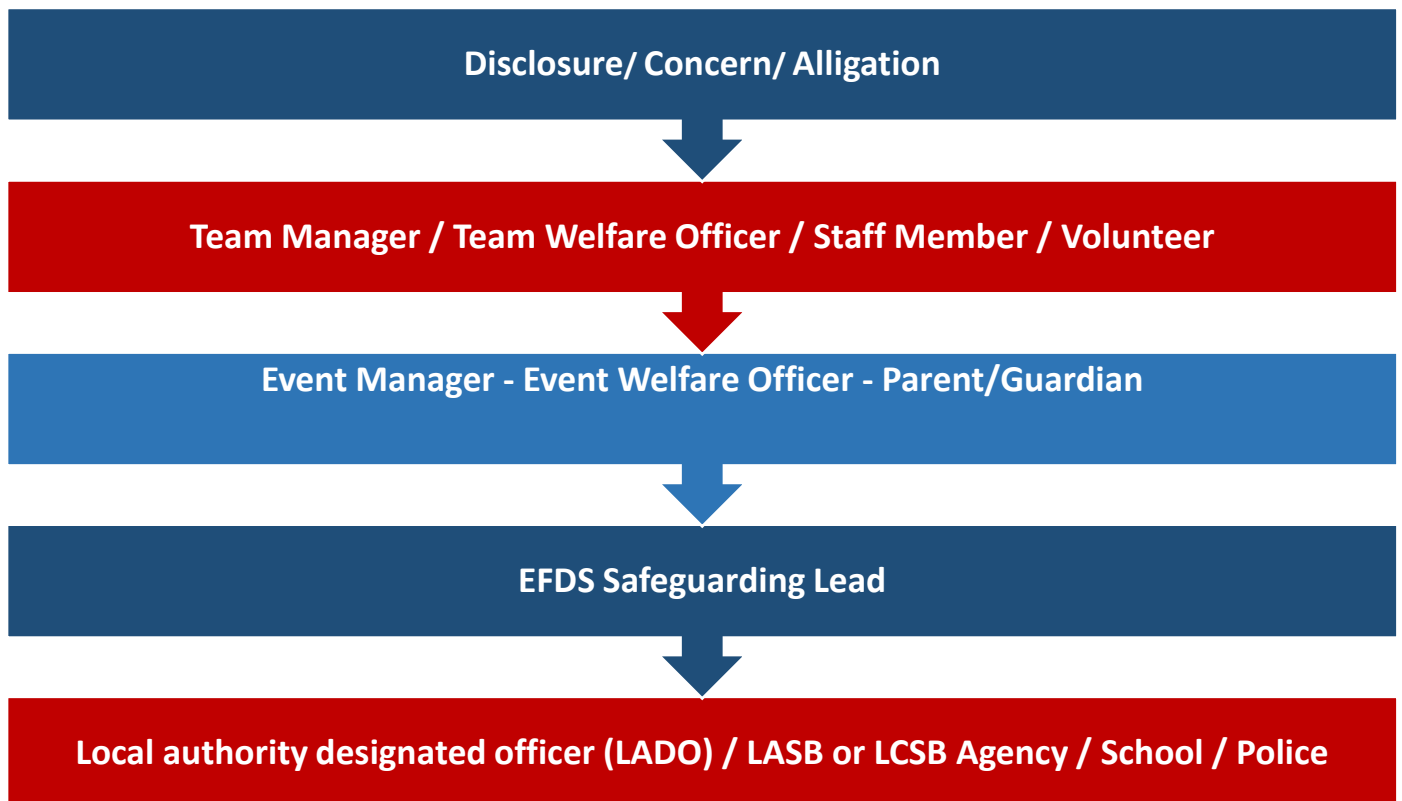 Disclosure/ Concern/ Alligation
Team Manager / Team Welfare Officer / Staff Member / Volunteer
Event Manager - Event Welfare Officer - Parent/Guardian
EFDS Safeguarding Lead
Local authority designated officer (LADO) / LASB or LCSB Agency / School / Police